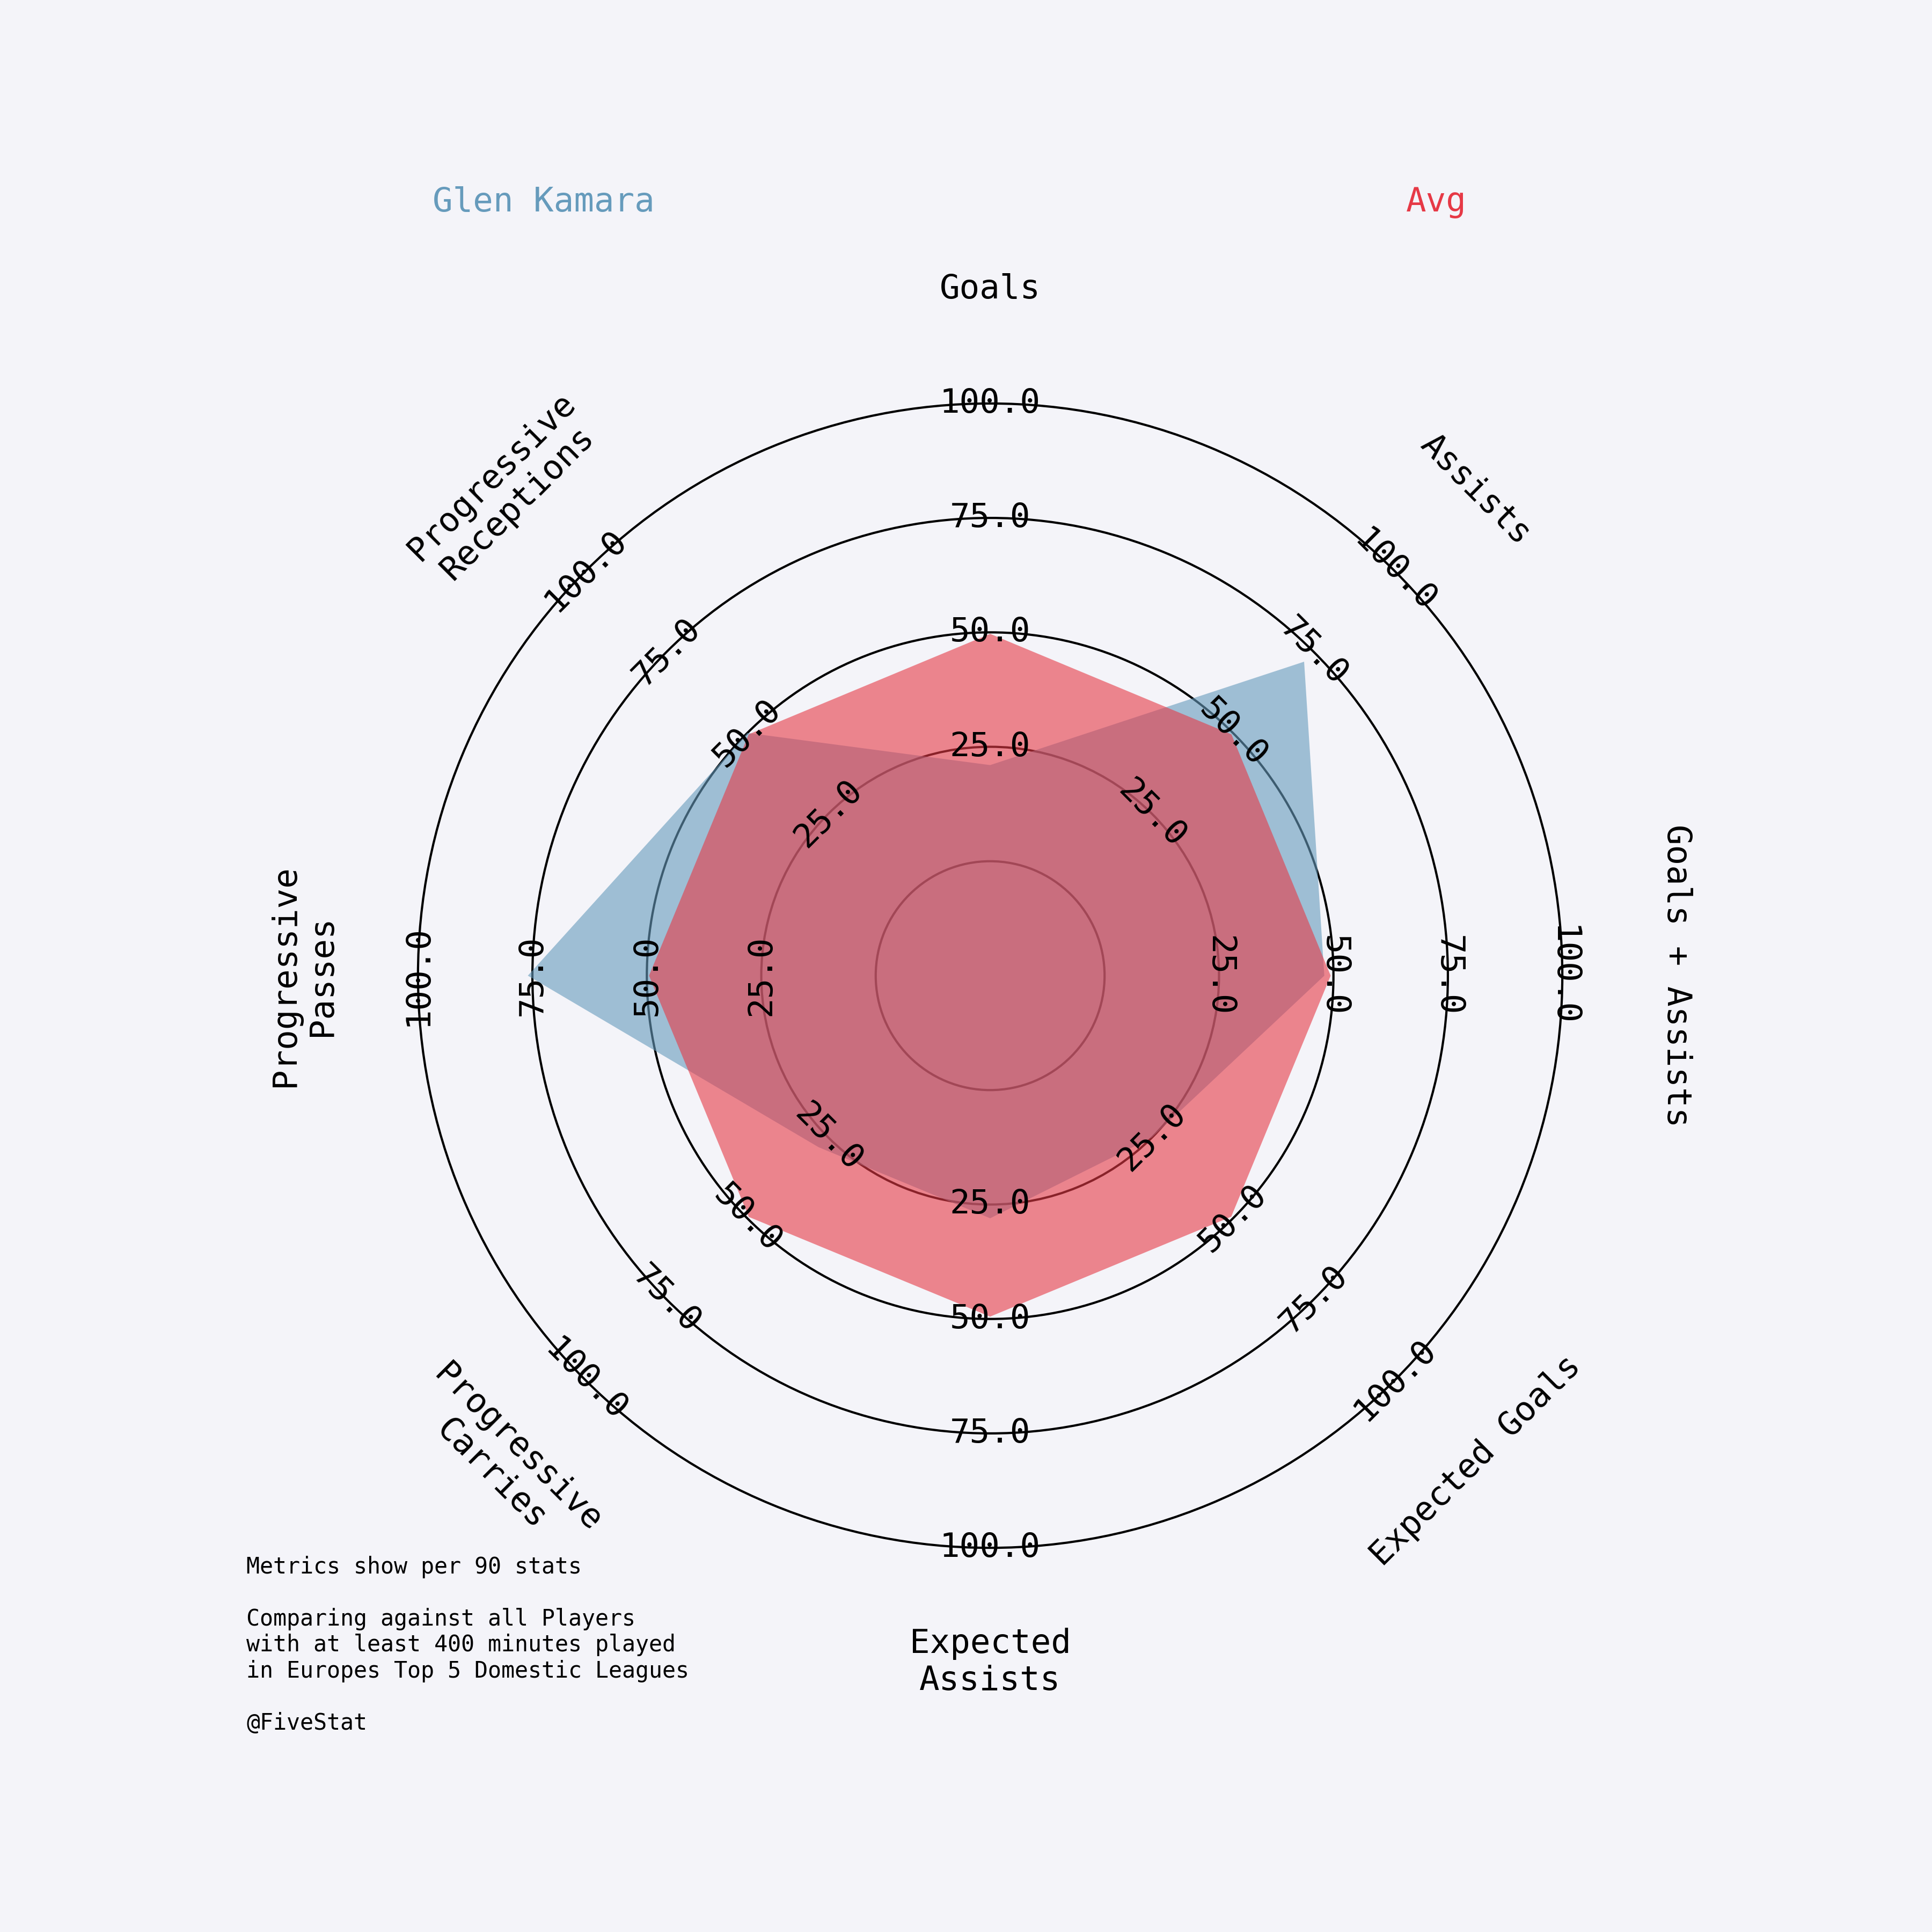 Glen Kamara
Avg
Goals
100.0
75.0
50.0
25.0
Assists
100.0
75.0
50.0
25.0
Goals + Assists
100.0
75.0
50.0
25.0
Expected Goals
100.0
75.0
50.0
25.0
Expected
Assists
100.0
75.0
50.0
25.0
Progressive
Carries
100.0
75.0
50.0
25.0
Progressive
Passes
100.0
75.0
50.0
25.0
Progressive
Receptions
100.0
75.0
50.0
25.0
Metrics show per 90 stats
Comparing against all Players
with at least 400 minutes played
in Europes Top 5 Domestic Leagues
@FiveStat